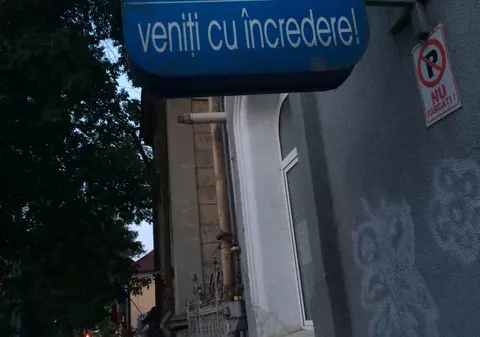 veniți cu încredere!
P
NU
PARCAȚI!